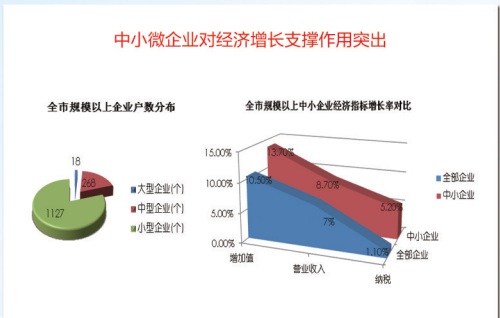 中小微企业对经济增长支撑作用突出
全市规模以上企业户数分布
18
268
1127
大型企业(个)
中型企业(个)
小型企业(个)
全市规模以上中小企业经济指标增长率对比
15.00%
10.00%
5.00%
0.00%
13.70%
8.70%
5.20%
10.50%
7%
1.10%
增加值
营业收入
纳税
中小企业
全部企业
全部企业
中小企业